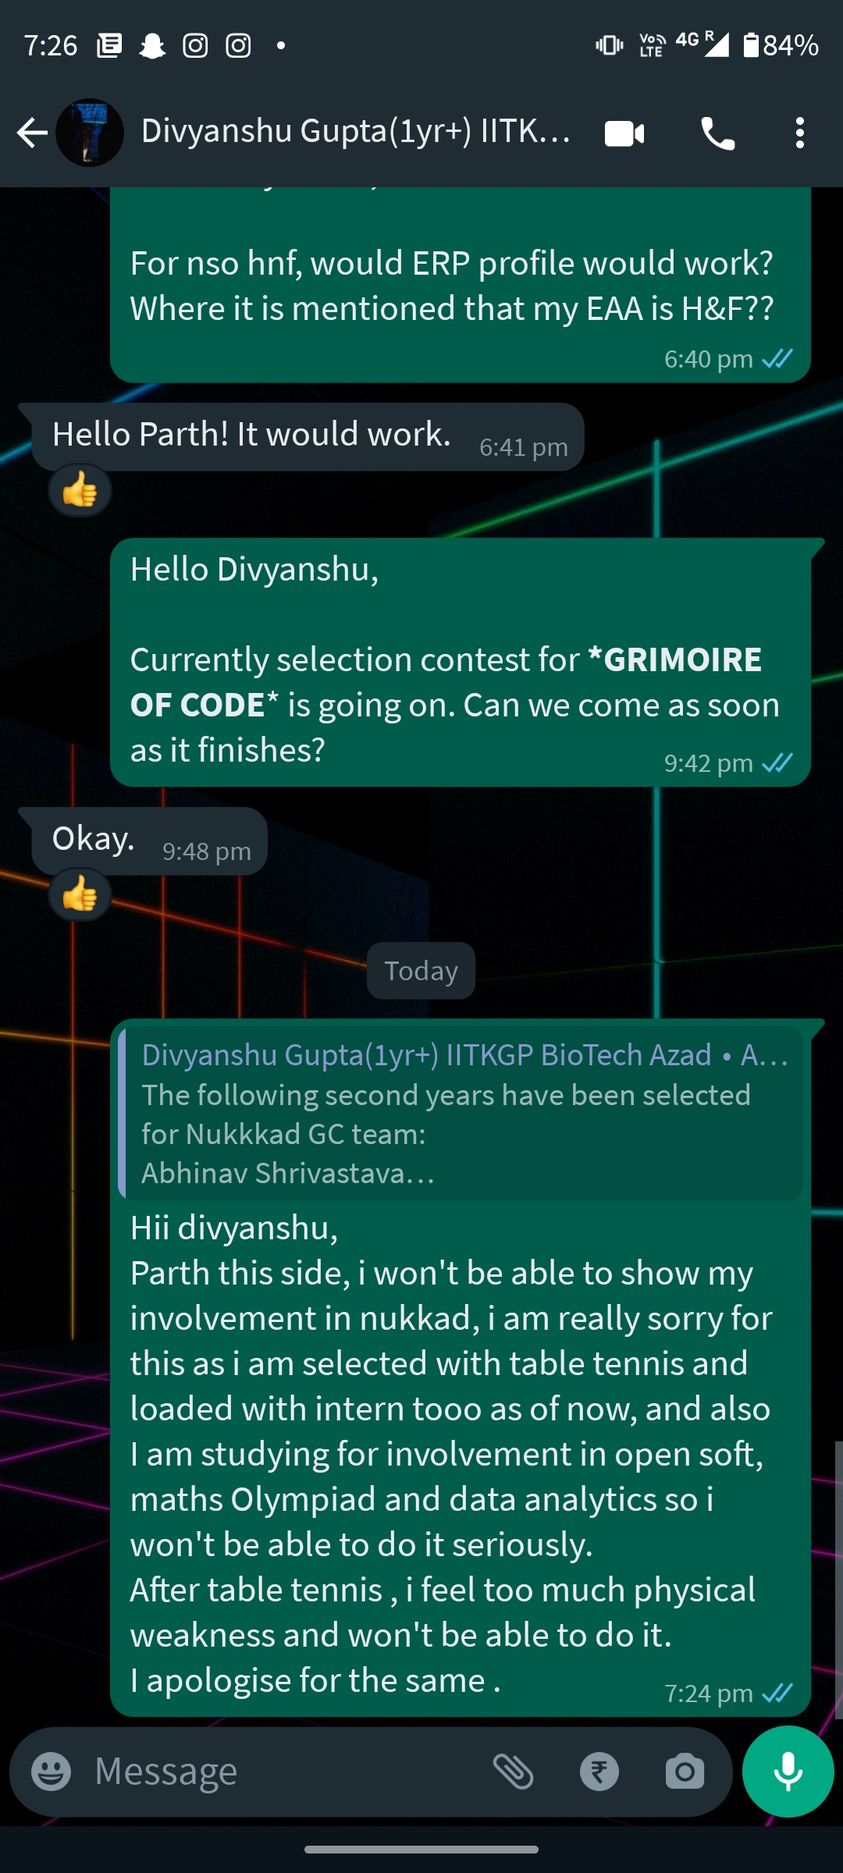 7:26
VoLTE 4G R 84%
Divyanshu Gupta(1yr+) IITK...
For nso hnf, would ERP profile would work?
Where it is mentioned that my EAA is H&F??
6:40 pm
Hello Parth! It would work. 6:41 pm
Hello Divyanshu,
Currently selection contest for *GRIMOIRE
OF CODE* is going on. Can we come as soon
as it finishes? 9:42 pm
Okay. 9:48 pm
Today
Divyanshu Gupta(1yr+) IITKGP BioTech Azad • A...
The following second years have been selected
for Nukkkad GC team:
Abhinav Shrivastava...
Hii divyanshu,
Parth this side, i won't be able to show my
involvement in nukkad, i am really sorry for
this as i am selected with table tennis and
loaded with intern tooo as of now, and also
I am studying for involvement in open soft,
maths Olympiad and data analytics so i
won't be able to do it seriously.
After table tennis , i feel too much physical
weakness and won't be able to do it.
I apologise for the same . 7:24 pm
Message